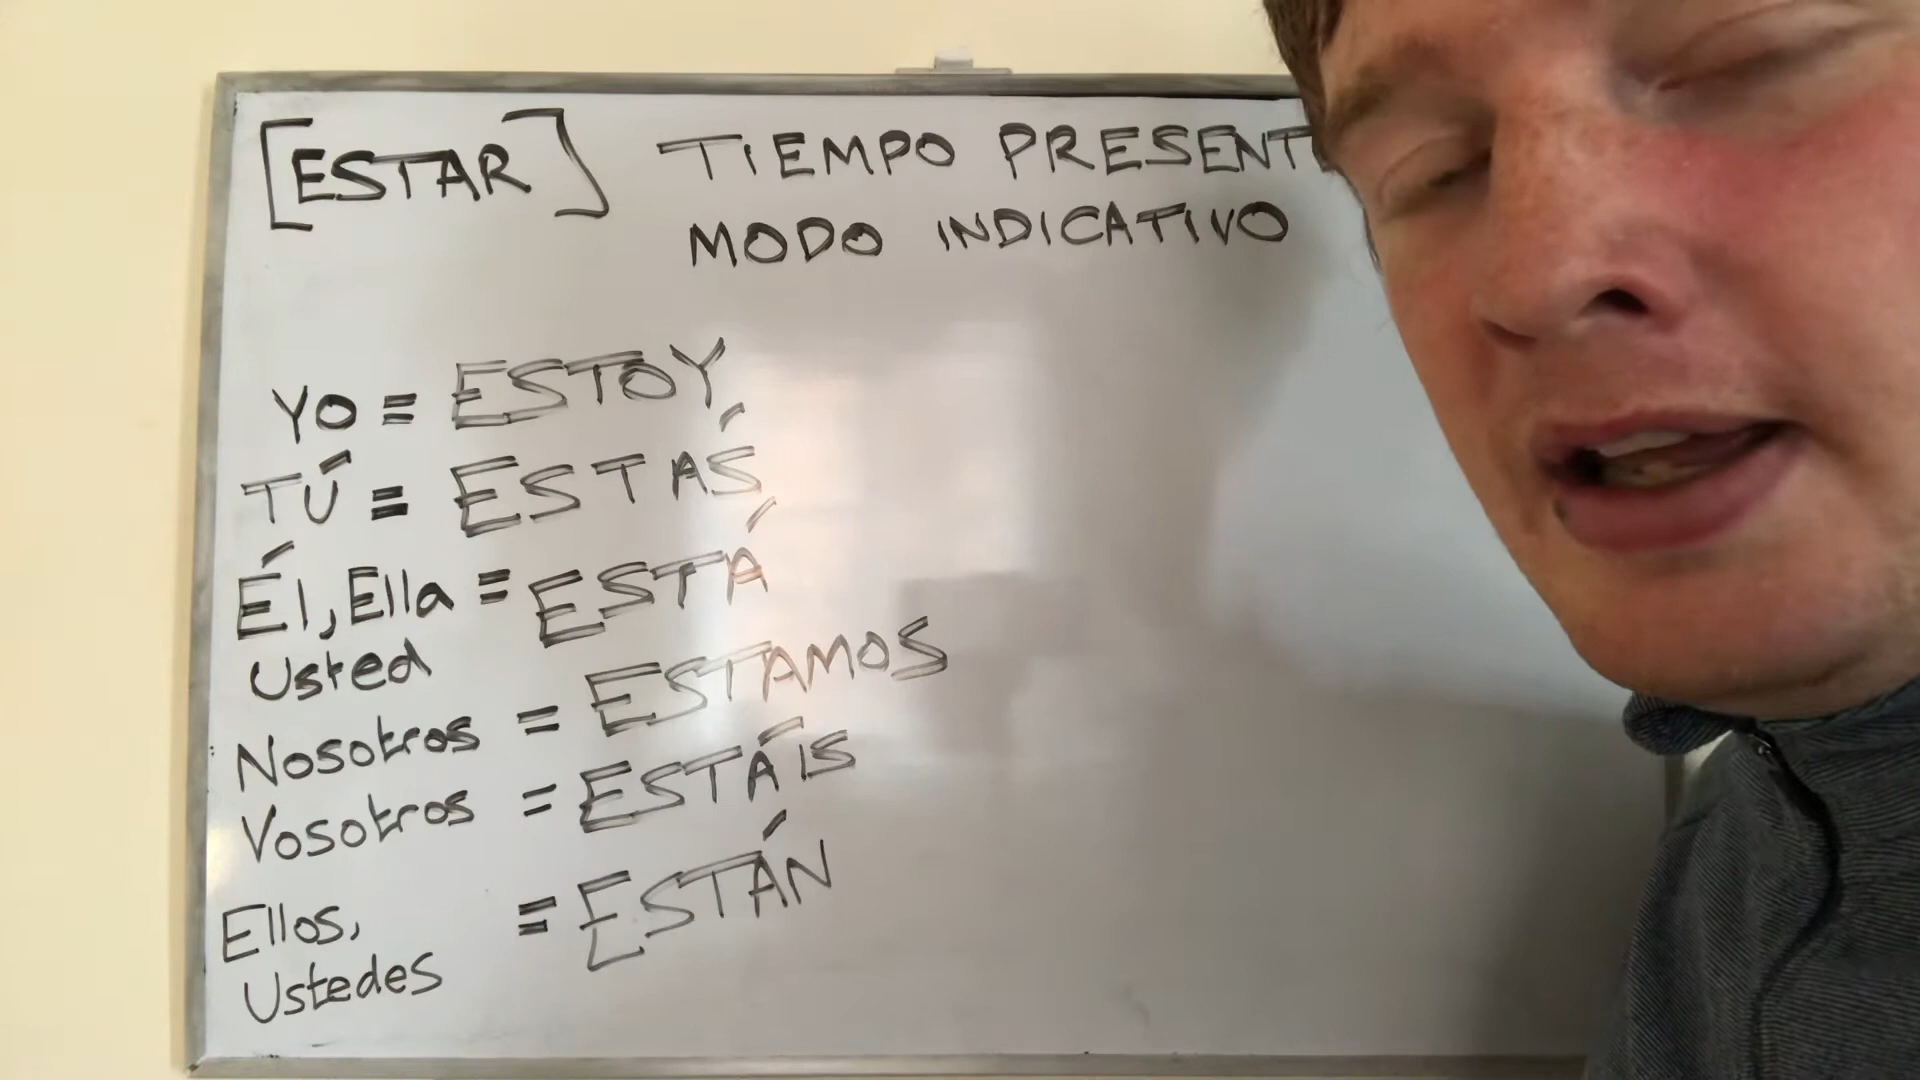 [ESTAR] TIEMPO PRESENT
MODO INDICATIVO
YO = ESTOY
TÚ = ESTÁS
Él, Ella = ESTÁ
Usted
Nosotros = ESTAMOS
Vosotros = ESTÁIS
Ellos, = ESTÁN
Ustedes